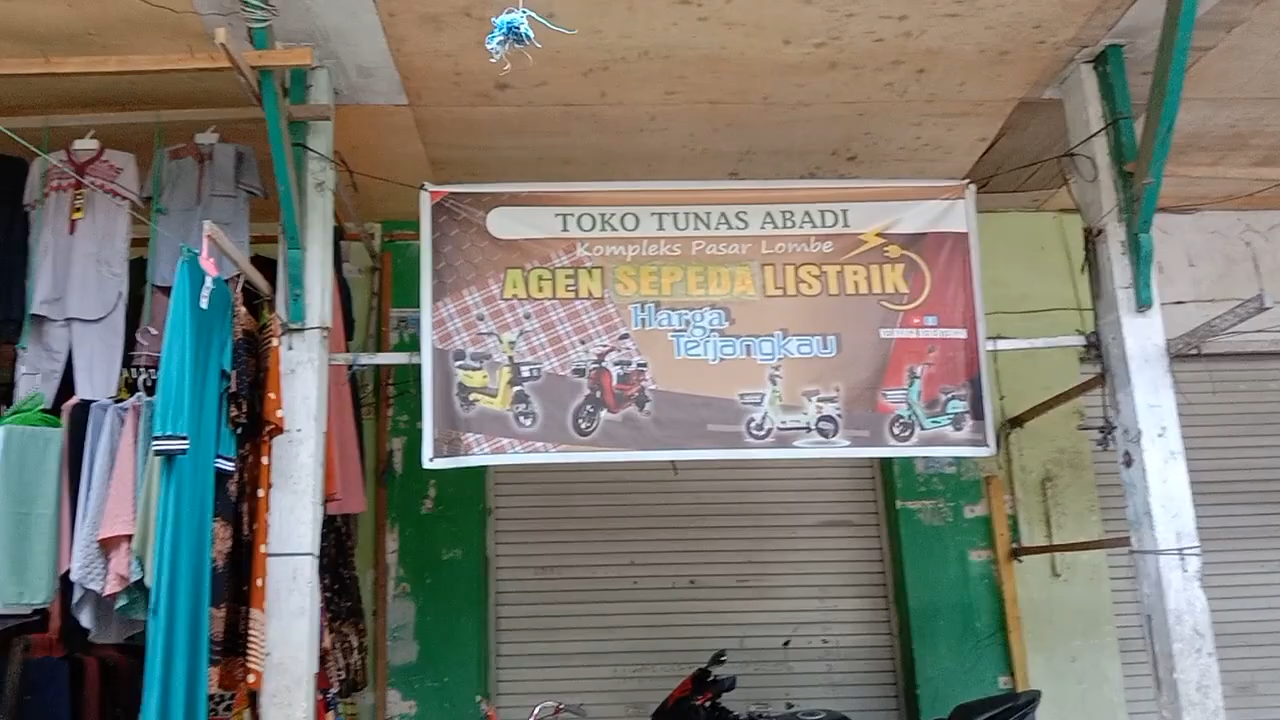 TOKO TUNAS ABADI
Kompleks Pasar Lombe
AGEN SEPEDA LISTRIK
Harga
Terjangkau